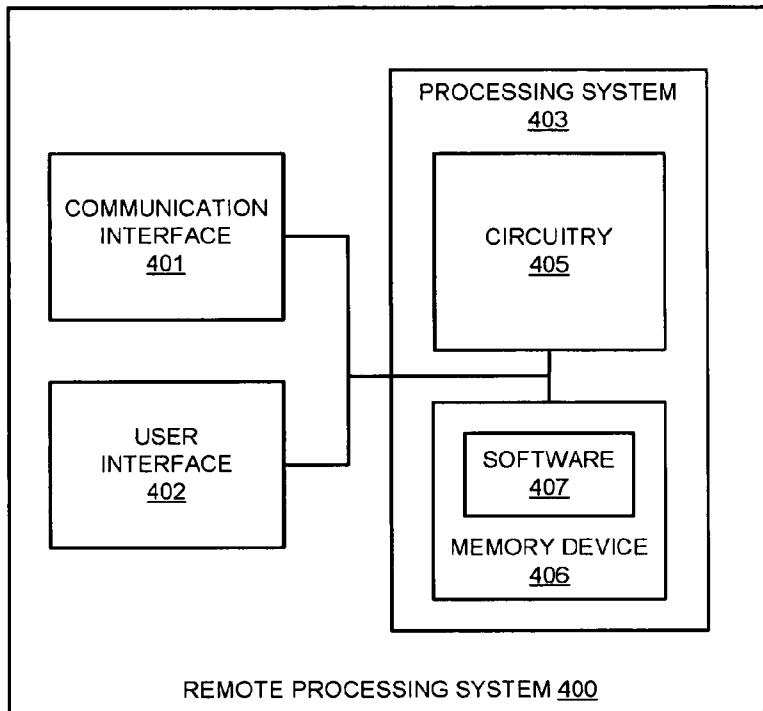 PROCESSING SYSTEM
403
COMMUNICATION
INTERFACE
401
CIRCUITRY
405
USER
INTERFACE
402
SOFTWARE
407
MEMORY DEVICE
406
REMOTE PROCESSING SYSTEM 400